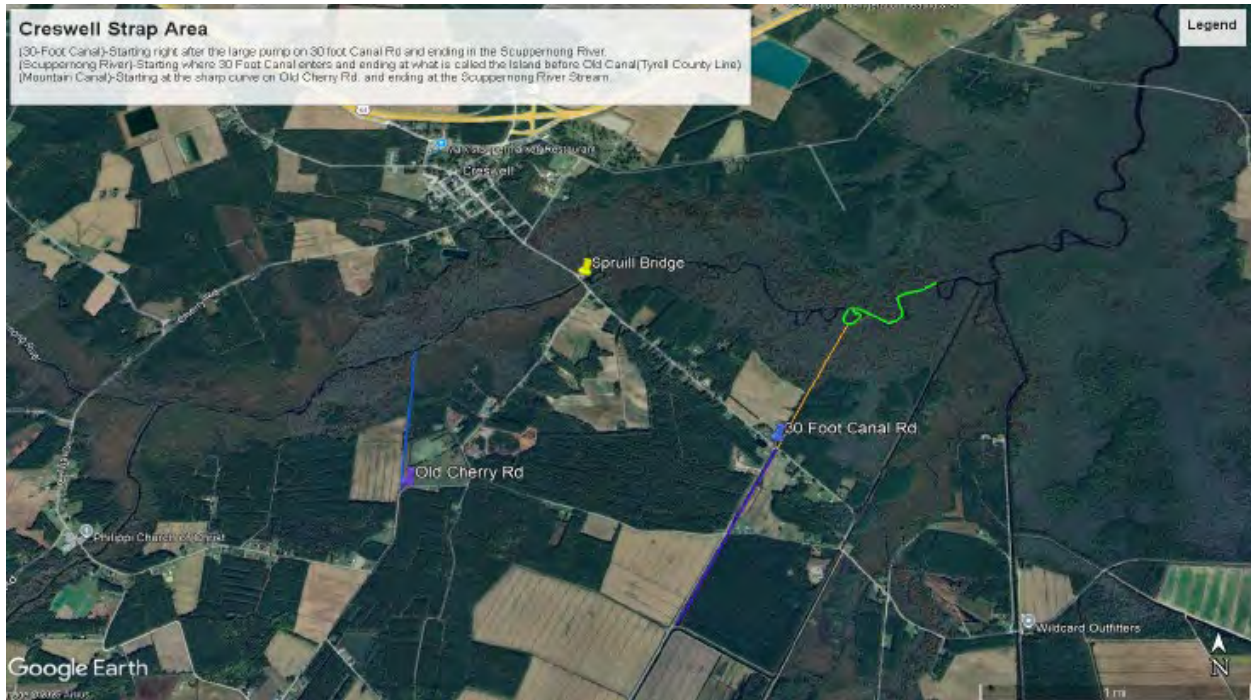 Creswell Strap Area
(30-Foot Canal)-Starting right after the large pump on 30 foot Canal Rd and ending in the Scuppernong River.
(Scuppernong River)-Starting where 30 Foot Canal enters and ending at what is called the Island before Old Canal(Tyrell County Line)
(Mountain Canal)-Starting at the sharp curve on Old Cherry Rd. and ending at the Scuppernong River Stream.
Legend
Restaurant
Creswell
Spruill Bridge
30 Foot Canal Rd
Old Cherry Rd
Philippi Church of Christ
Wildcard Outfitters
Google Earth
N
1 mi